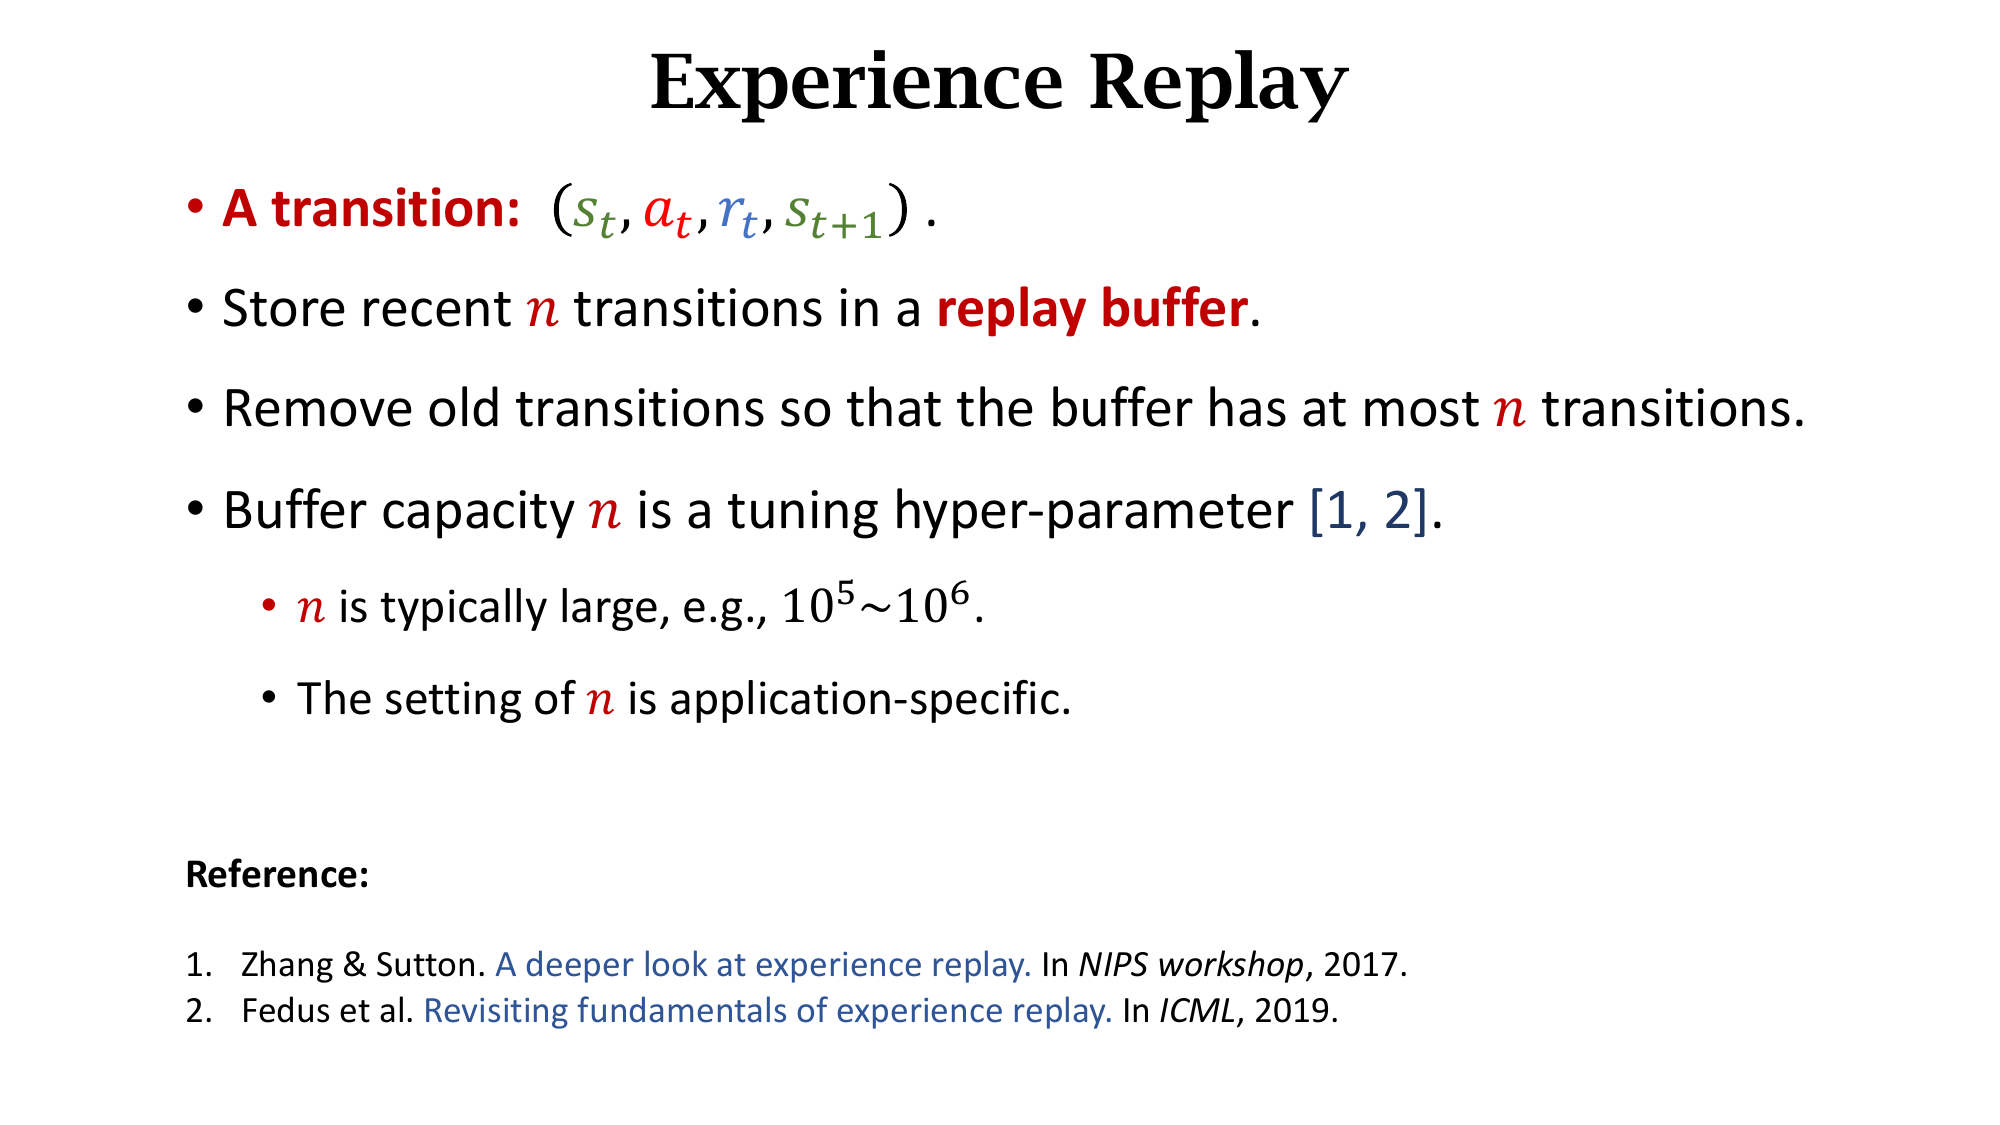 Experience Replay
• A transition: (s_t, a_t, r_t, s_{t+1}) .
• Store recent n transitions in a replay buffer.
• Remove old transitions so that the buffer has at most n transitions.
• Buffer capacity n is a tuning hyper-parameter [1, 2].
• n is typically large, e.g., 10^5~10^6.
• The setting of n is application-specific.
Reference:
1. Zhang & Sutton. A deeper look at experience replay. In NIPS workshop, 2017.
2. Fedus et al. Revisiting fundamentals of experience replay. In ICML, 2019.